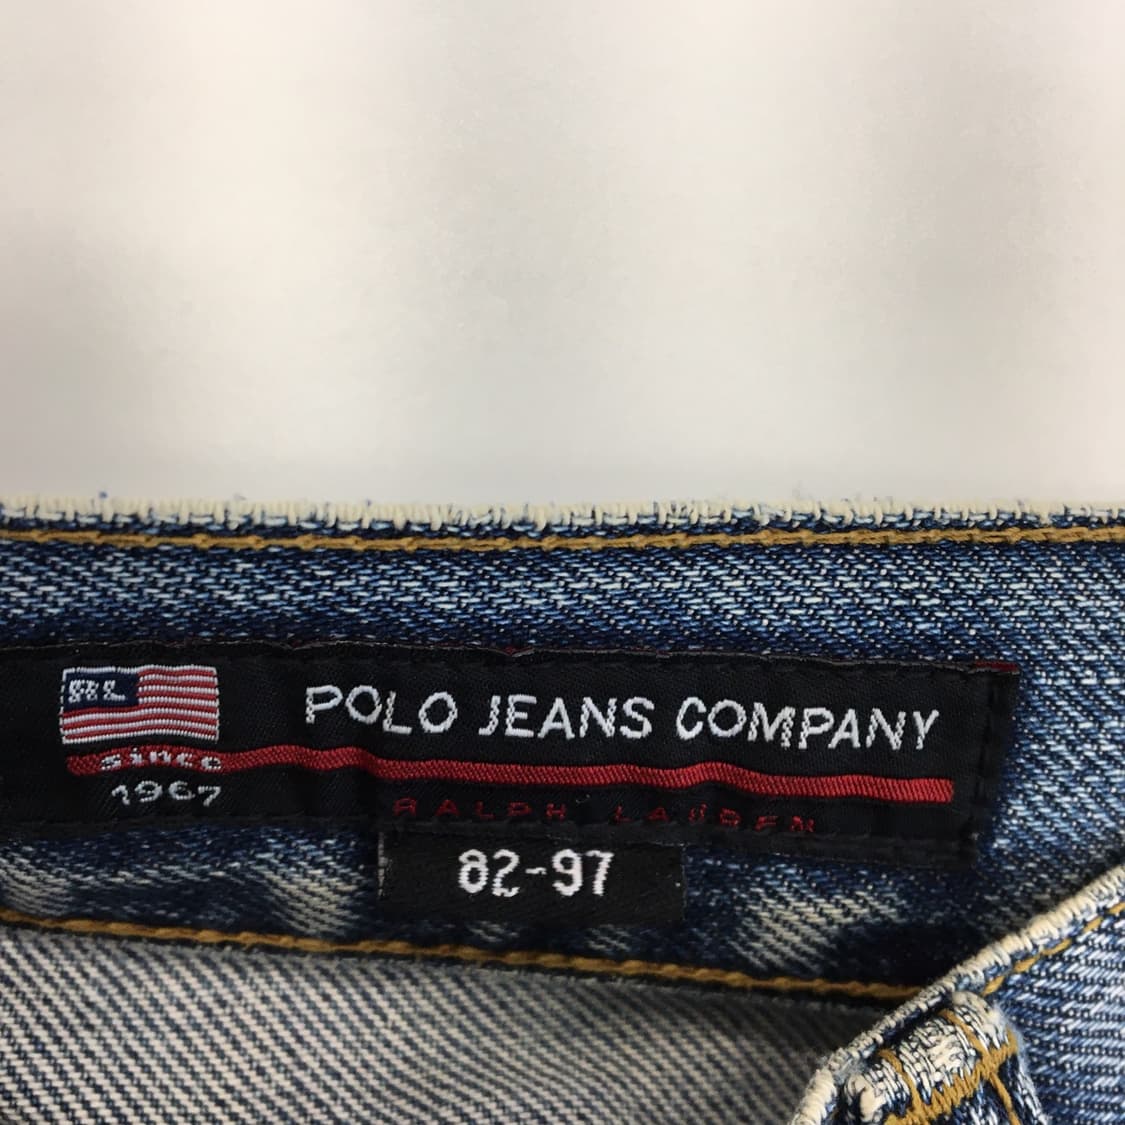 RL
POLO JEANS COMPANY
since
1967
RALPH LAUREN
82-97